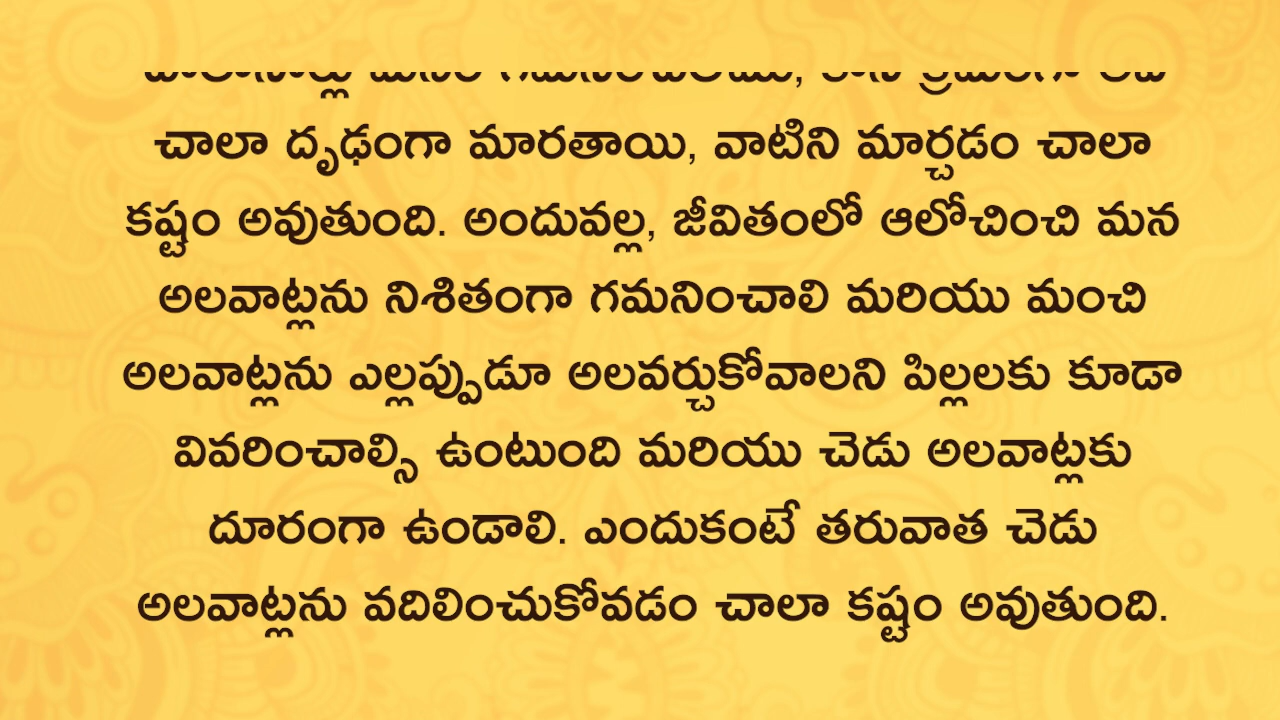 చాలా దృఢంగా మారతాయి, వాటిని మార్చడం చాలా
కష్టం అవుతుంది. అందువల్ల, జీవితంలో ఆలోచించి మన
అలవాట్లను నిశితంగా గమనించాలి మరియు మంచి
అలవాట్లను ఎల్లప్పుడూ అలవర్చుకోవాలని పిల్లలకు కూడా
వివరించాల్సి ఉంటుంది మరియు చెడు అలవాట్లకు
దూరంగా ఉండాలి. ఎందుకంటే తరువాత చెడు
అలవాట్లను వదిలించుకోవడం చాలా కష్టం అవుతుంది.